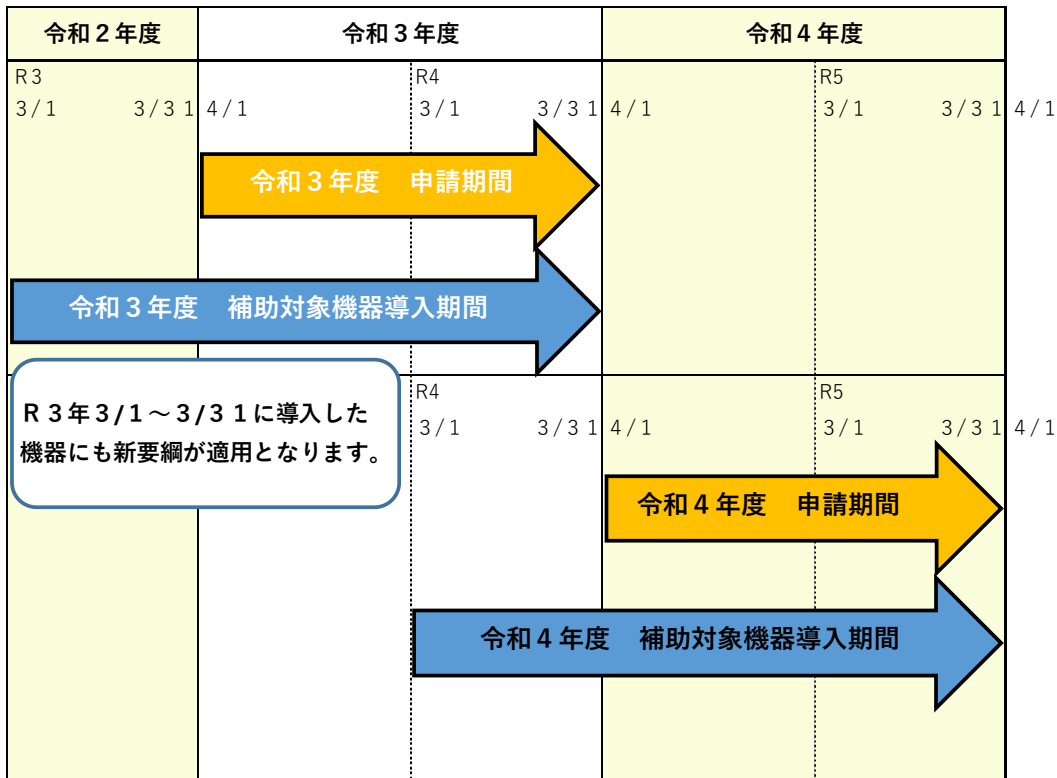 令和２年度 令和３年度 令和４年度
R3 R4 R5
3/1 3/31 4/1 3/1 3/31 4/1 3/1 3/31 4/1
令和３年度　申請期間
令和３年度　補助対象機器導入期間
R４ R5
3/1 3/31 4/1 3/1 3/31 4/1
R３年３/１～３/３１に導入した
機器にも新要綱が適用となります。
令和４年度　申請期間
令和４年度　補助対象機器導入期間